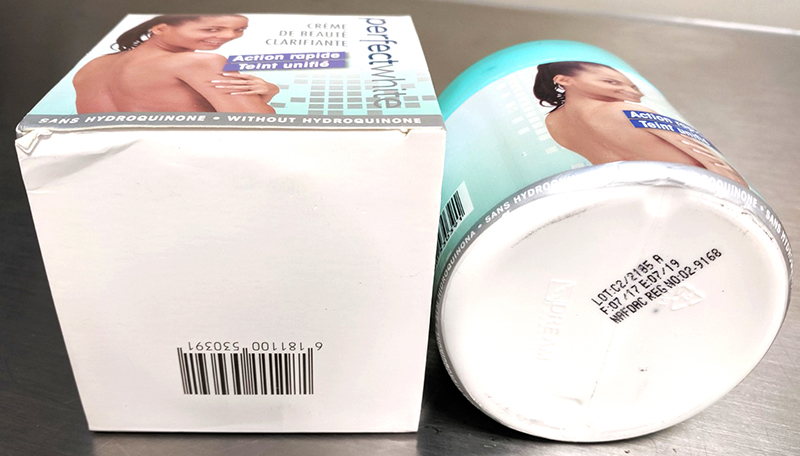 CRÈME
DE BEAUTÉ
CLARIFIANTE
perfectwhite
Action rapide
Teint unifié
SANS HYDROQUINONE • WITHOUT HYDROQUINONE
6 181100 530391
Action
Teint
SANS HYDROQUINONE
LOT:C2/2185 A
F:07/17 E:07/19
NAFDAC REG NO:02-9168